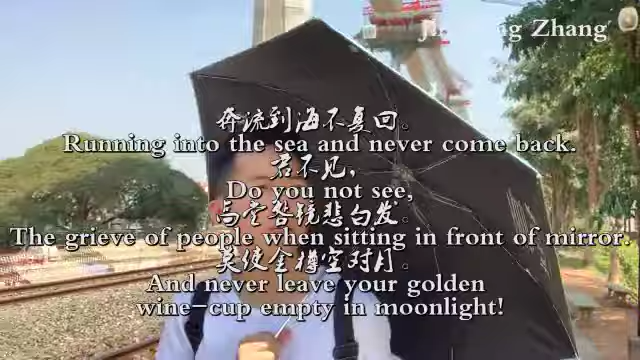 Zhang
奔流到海不复回。
Running into the sea and never come back.
君不见，
Do you not see,
高堂明镜悲白发。
The grieve of people when sitting in front of mirror.
莫使金樽空对月。
And never leave your golden
wine-cup empty in moonlight!